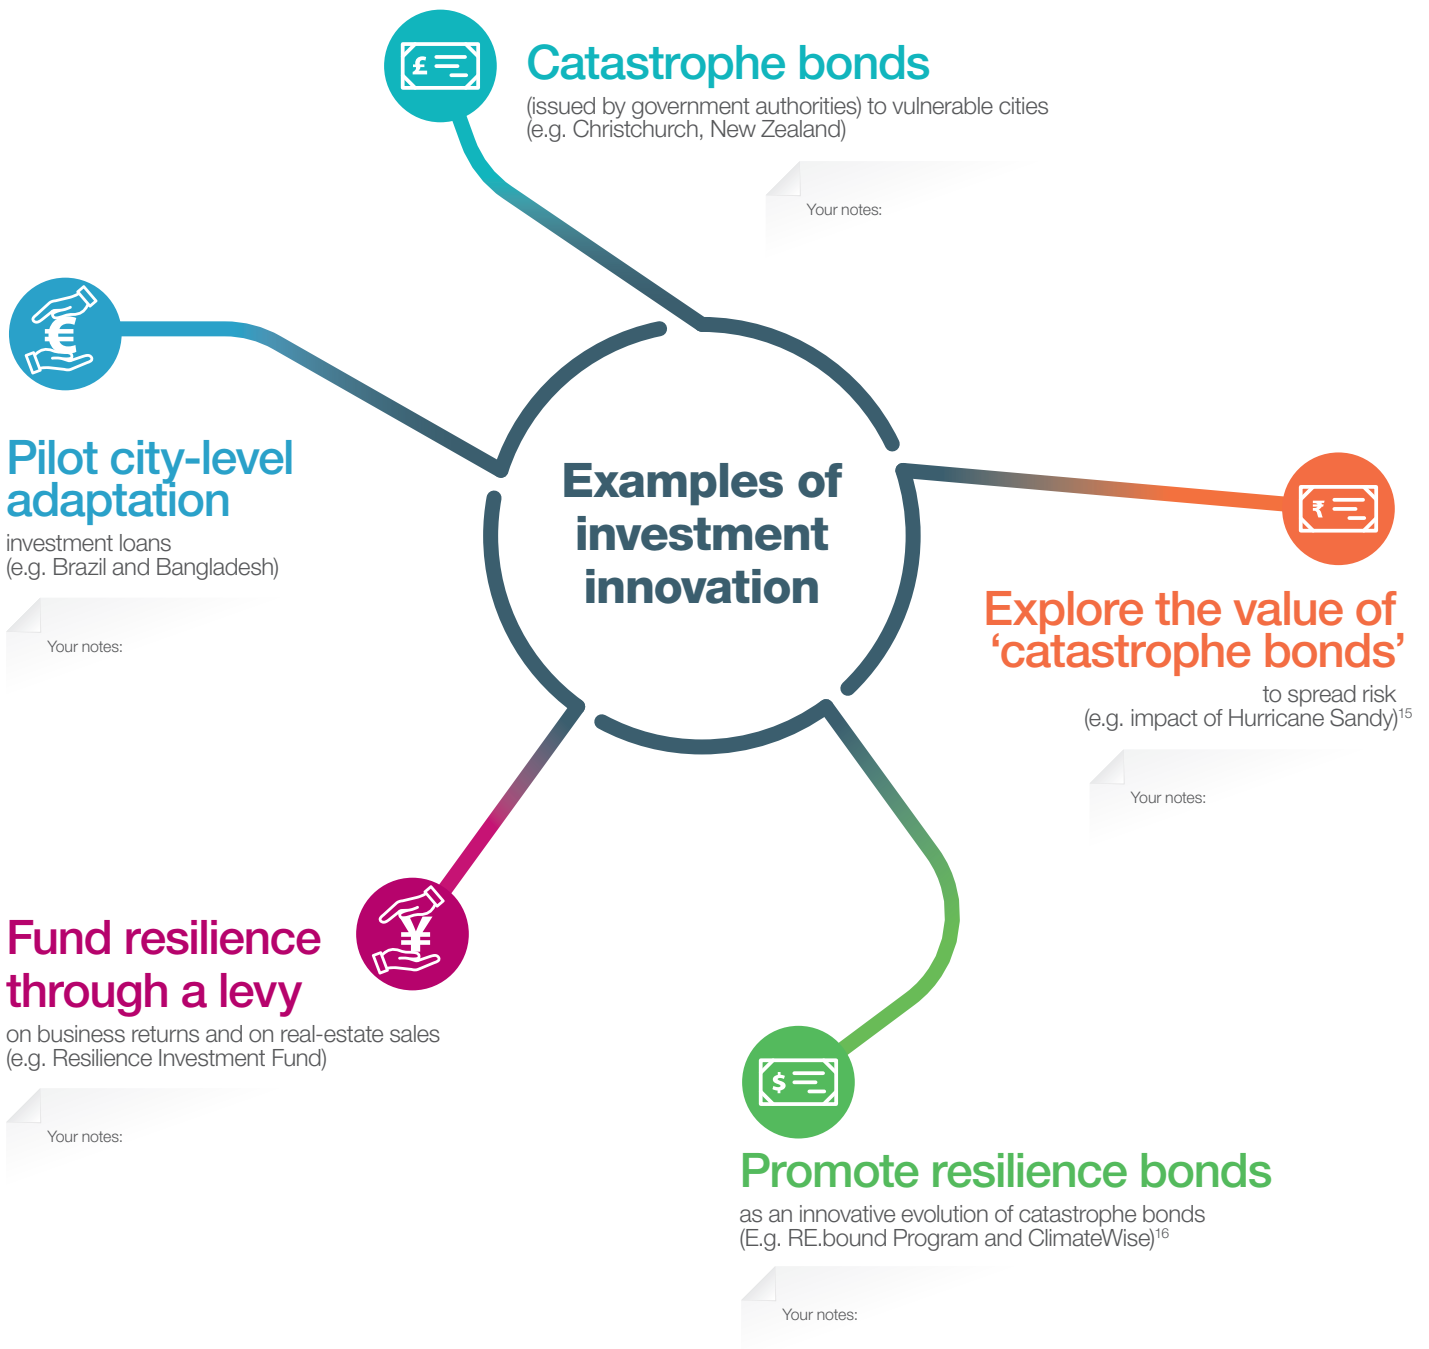 £
Catastrophe bonds
(issued by government authorities) to vulnerable cities
(e.g. Christchurch, New Zealand)
Your notes:
€
Pilot city-level
adaptation
investment loans
(e.g. Brazil and Bangladesh)
Your notes:
Examples of
investment
innovation
₹
Explore the value of
‘catastrophe bonds’
to spread risk
(e.g. impact of Hurricane Sandy)15
Your notes:
¥
Fund resilience
through a levy
on business returns and on real-estate sales
(e.g. Resilience Investment Fund)
Your notes:
$
Promote resilience bonds
as an innovative evolution of catastrophe bonds
(E.g. RE.bound Program and ClimateWise)16
Your notes: